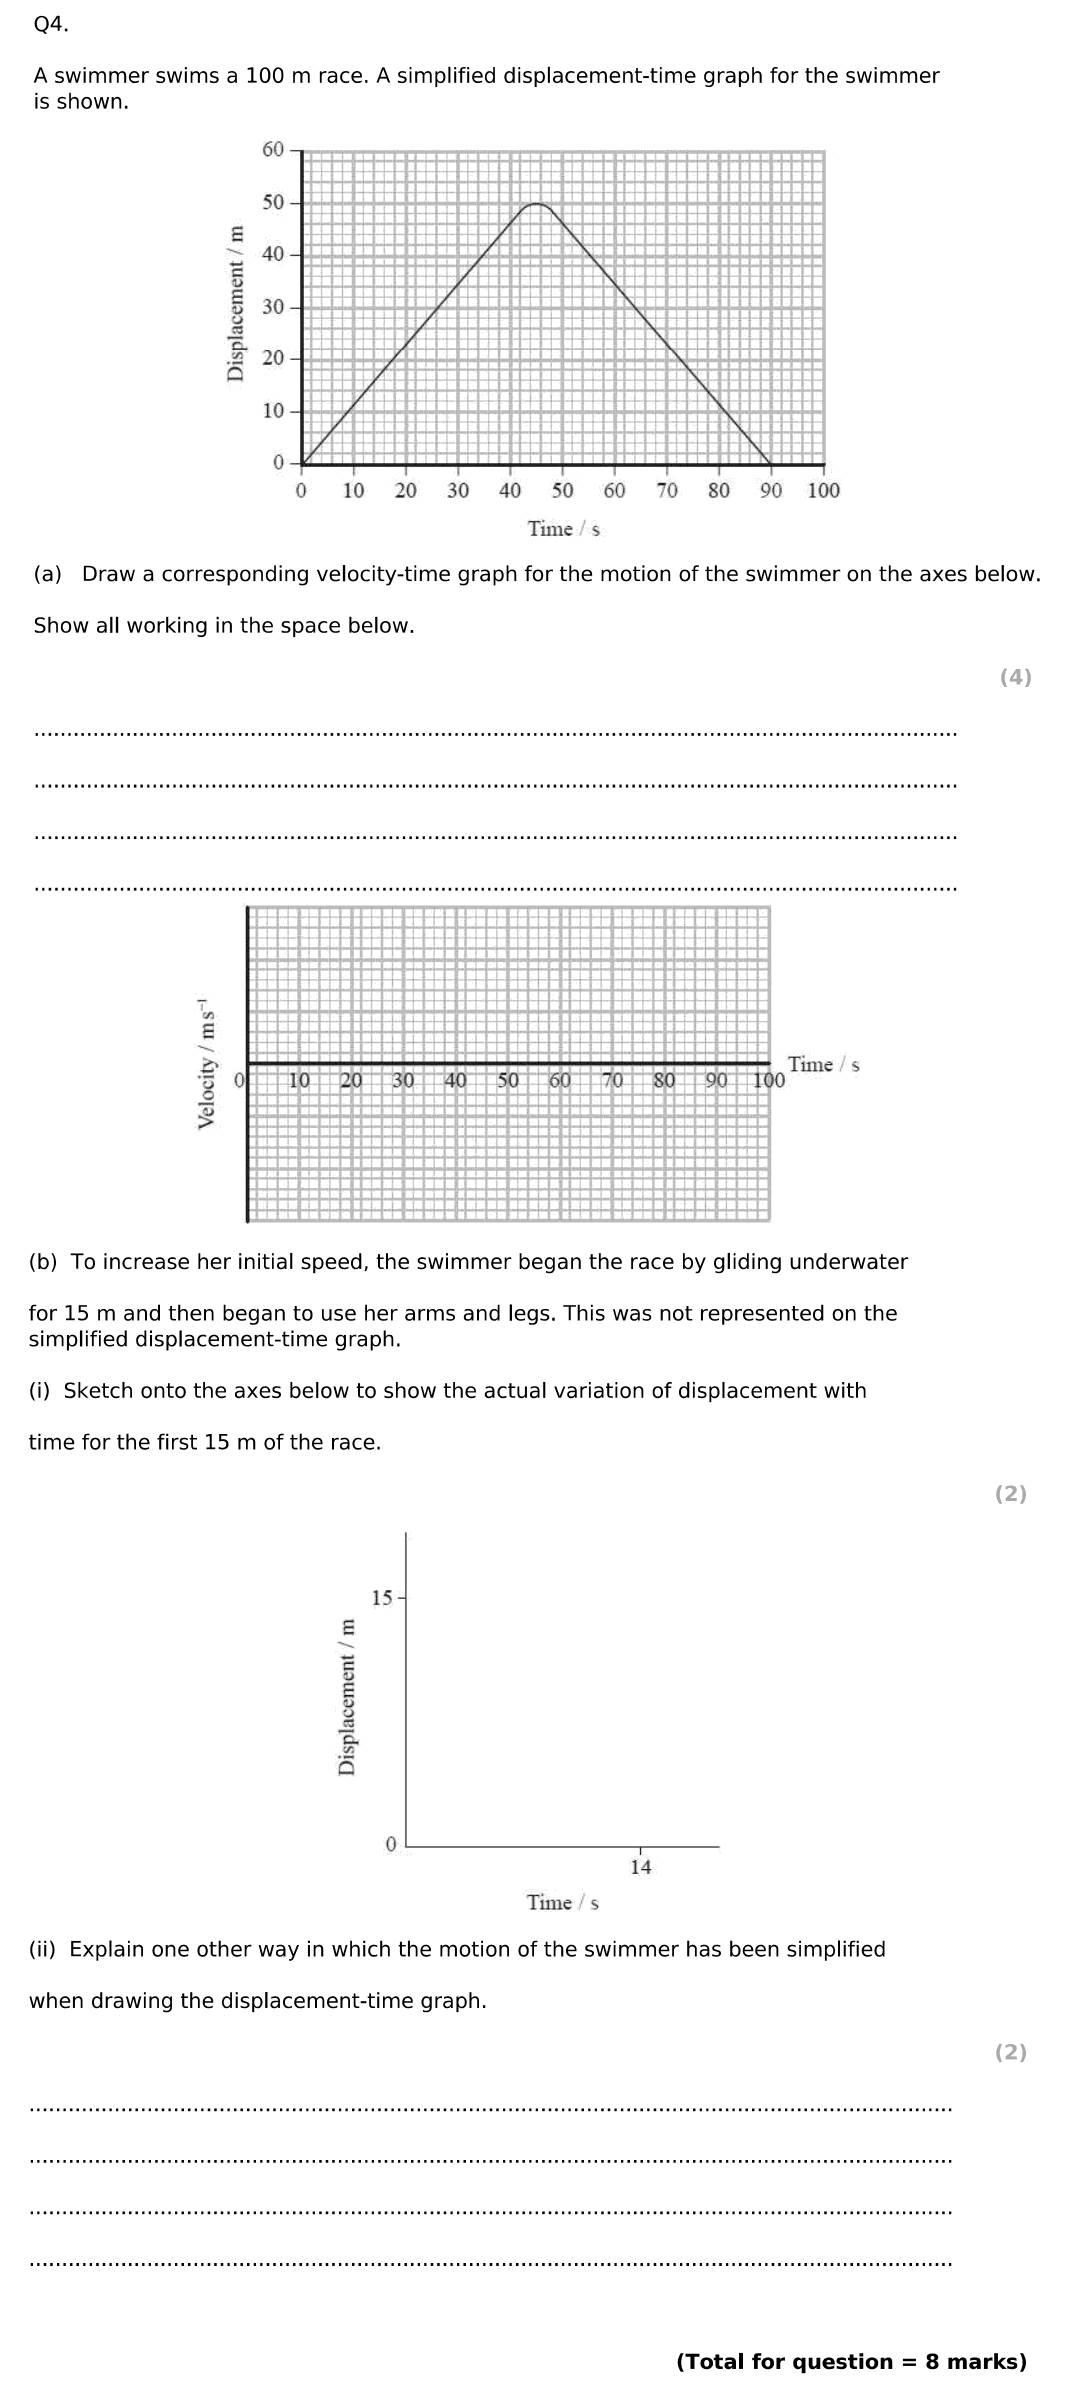 Q4.
A swimmer swims a 100 m race. A simplified displacement-time graph for the swimmer
is shown.
60
50
40
30
20
10
0
Displacement / m
0 10 20 30 40 50 60 70 80 90 100
Time / s
(a) Draw a corresponding velocity-time graph for the motion of the swimmer on the axes below.
Show all working in the space below.
(4)
Velocity / m s⁻¹
0 10 20 30 40 50 60 70 80 90 100
Time / s
(b) To increase her initial speed, the swimmer began the race by gliding underwater
for 15 m and then began to use her arms and legs. This was not represented on the
simplified displacement-time graph.
(i) Sketch onto the axes below to show the actual variation of displacement with
time for the first 15 m of the race.
(2)
15
Displacement / m
0
14
Time / s
(ii) Explain one other way in which the motion of the swimmer has been simplified
when drawing the displacement-time graph.
(2)
(Total for question = 8 marks)